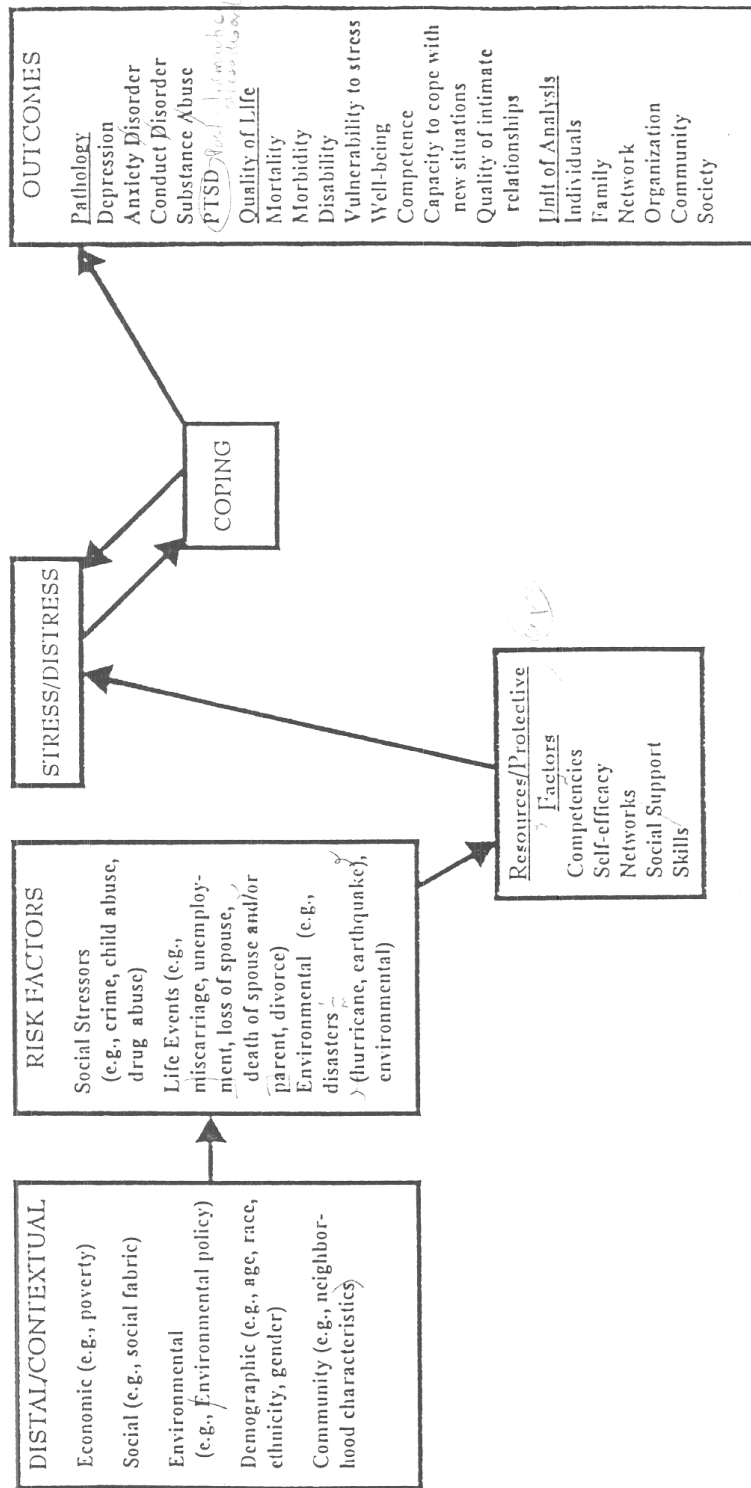 DISTAL/CONTEXTUAL
Economic (e.g., poverty)
Social (e.g., social fabric)
Environmental
(e.g., Environmental policy)
Demographic (e.g., age, race,
ethnicity, gender)
Community (e.g., neighbor-
hood characteristics)
RISK FACTORS
Social Stressors
(e.g., crime, child abuse,
drug abuse)
Life Events (e.g.,
miscarriage, unemploy-
ment, loss of spouse,
death of spouse and/or
parent, divorce)
Environmental (e.g.,
disasters
(hurricane, earthquake),
environmental)
Resources/Protective
Factors
Competencies
Self-efficacy
Networks
Social Support
Skills
STRESS/DISTRESS
COPING
OUTCOMES
Pathology
Depression
Anxiety Disorder
Conduct Disorder
Substance Abuse
PTSD
Quality of Life
Mortality
Morbidity
Disability
Vulnerability to stress
Well-being
Competence
Capacity to cope with
new situations
Quality of intimate
relationships
Unit of Analysis
Individuals
Family
Network
Organization
Community
Society